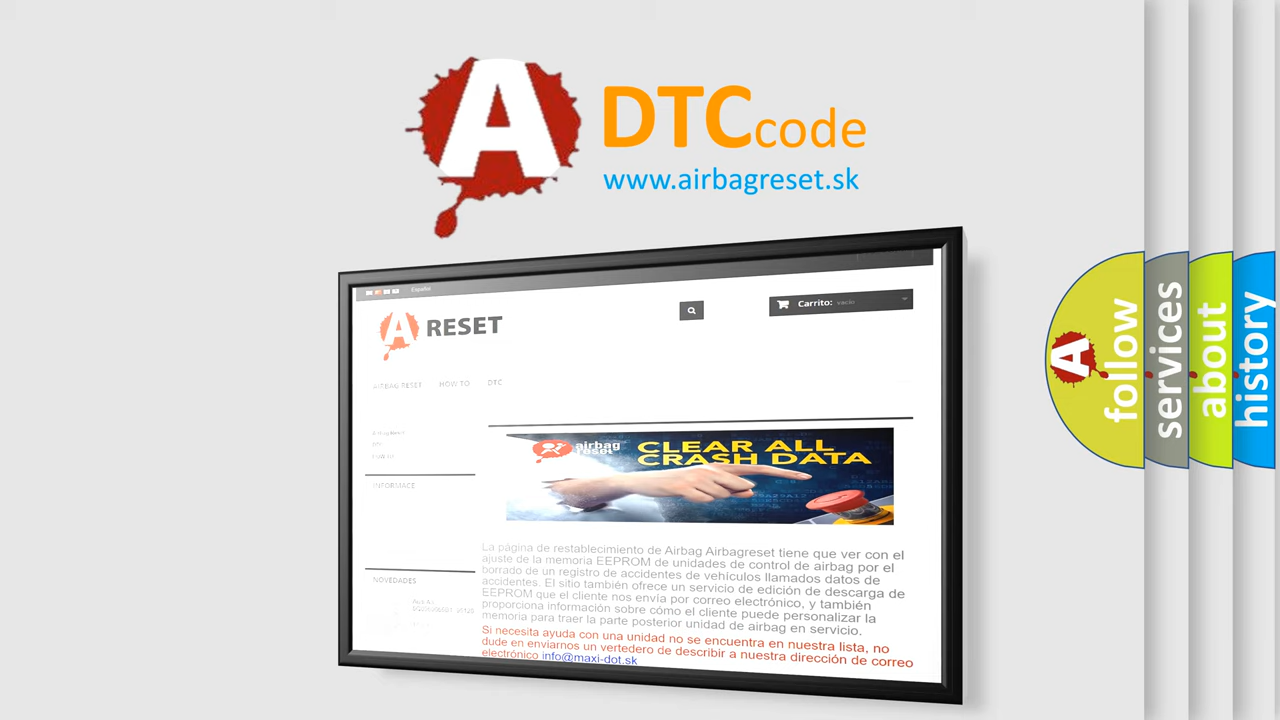 A DTCcode
www.airbagreset.sk
Español
A RESET
Carrito: vacío
AIRBAG RESET HOW TO DTC
INFORMACE
airbag
reset
CLEAR ALL
CRASH DATA
La página de restablecimiento de Airbag Airbagreset tiene que ver con el
ajuste de la memoria EEPROM de unidades de control de airbag por el
borrado de un registro de accidentes de vehículos llamados datos de
accidentes. El sitio también ofrece un servicio de edición de descarga de
EEPROM que el cliente nos envía por correo electrónico, y también
proporciona información sobre cómo el cliente puede personalizar la
memoria para traer la parte posterior unidad de airbag en servicio.
Si necesita ayuda con una unidad no se encuentra en nuestra lista, no
dude en enviarnos un vertedero de describir a nuestra dirección de correo
electrónico info@maxi-dot.sk
NOVEDADES
A follow
services
about
history